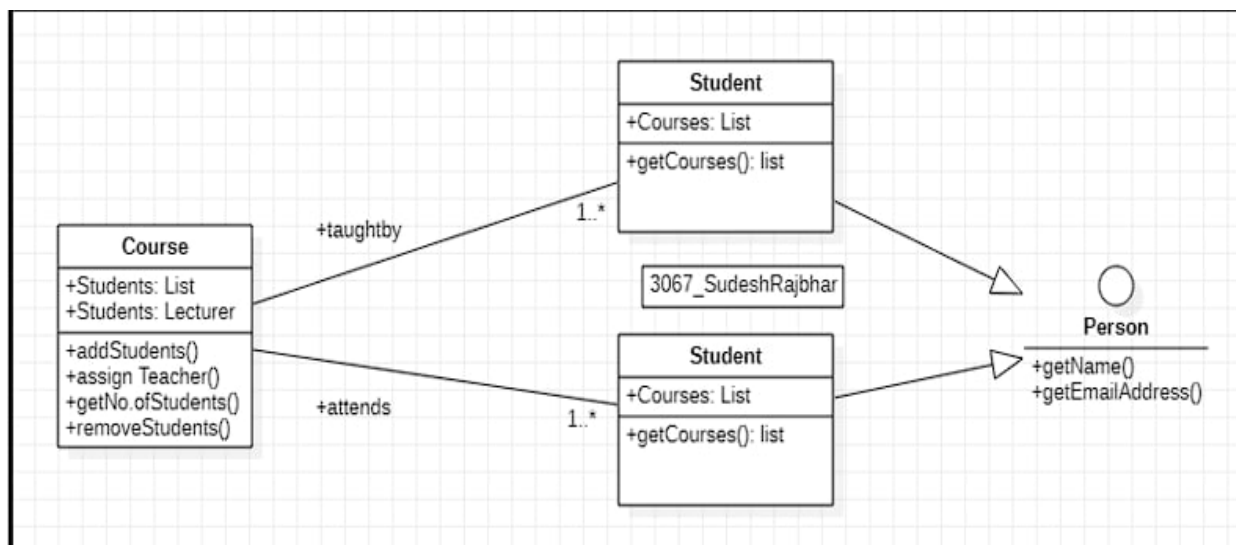 Student
+Courses: List
+getCourses(): list
1..*
+taughtby
Course
+Students: List
+Students: Lecturer
+addStudents()
+assign Teacher()
+getNo.ofStudents()
+removeStudents()
3067_SudeshRajbhar
Person
+getName()
+getEmailAddress()
Student
+Courses: List
+getCourses(): list
+attends
1..*